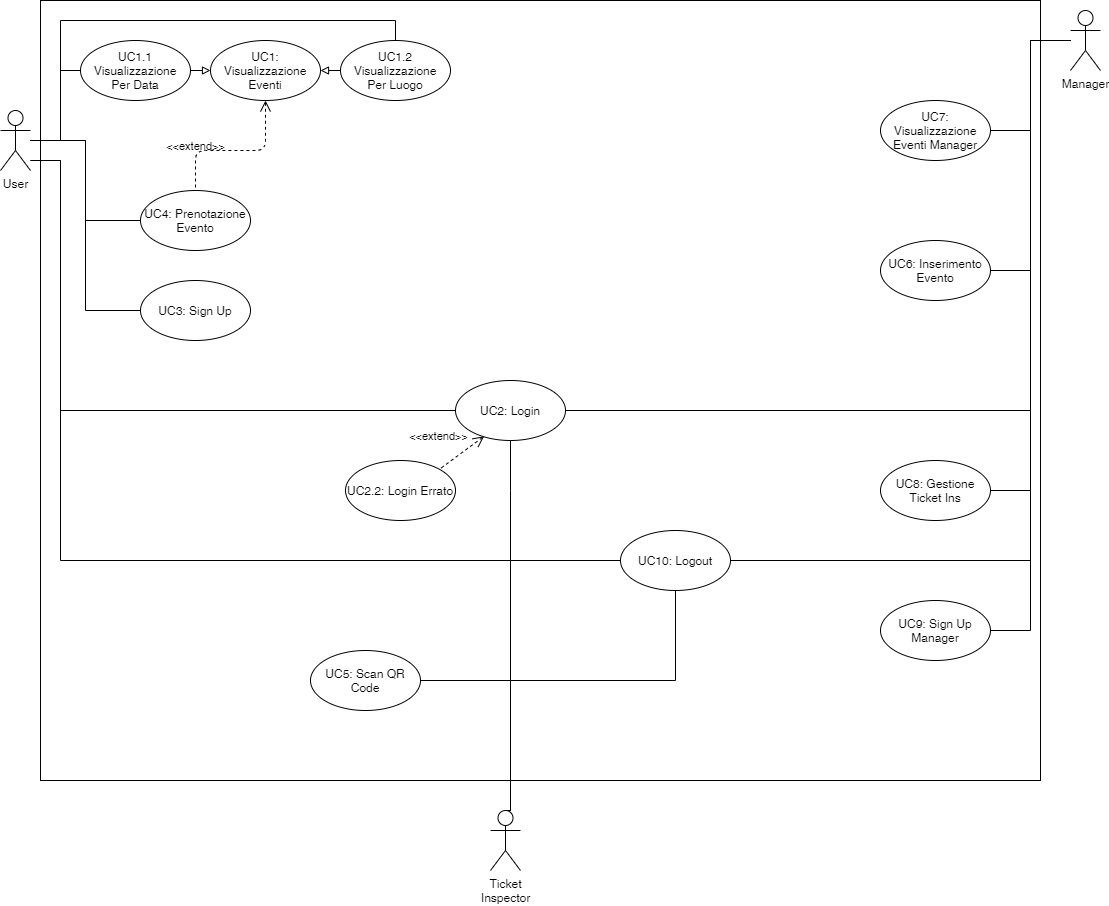 UC1.1
Visualizzazione
Per Data
UC1:
Visualizzazione
Eventi
UC1.2
Visualizzazione
Per Luogo
Manager
UC7:
Visualizzazione
Eventi Manager
User
<<extend>>
UC4: Prenotazione
Evento
UC6: Inserimento
Evento
UC3: Sign Up
UC2: Login
<<extend>>
UC2.2: Login Errato
UC8: Gestione
Ticket Ins
UC10: Logout
UC9: Sign Up
Manager
UC5: Scan QR
Code
Ticket
Inspector